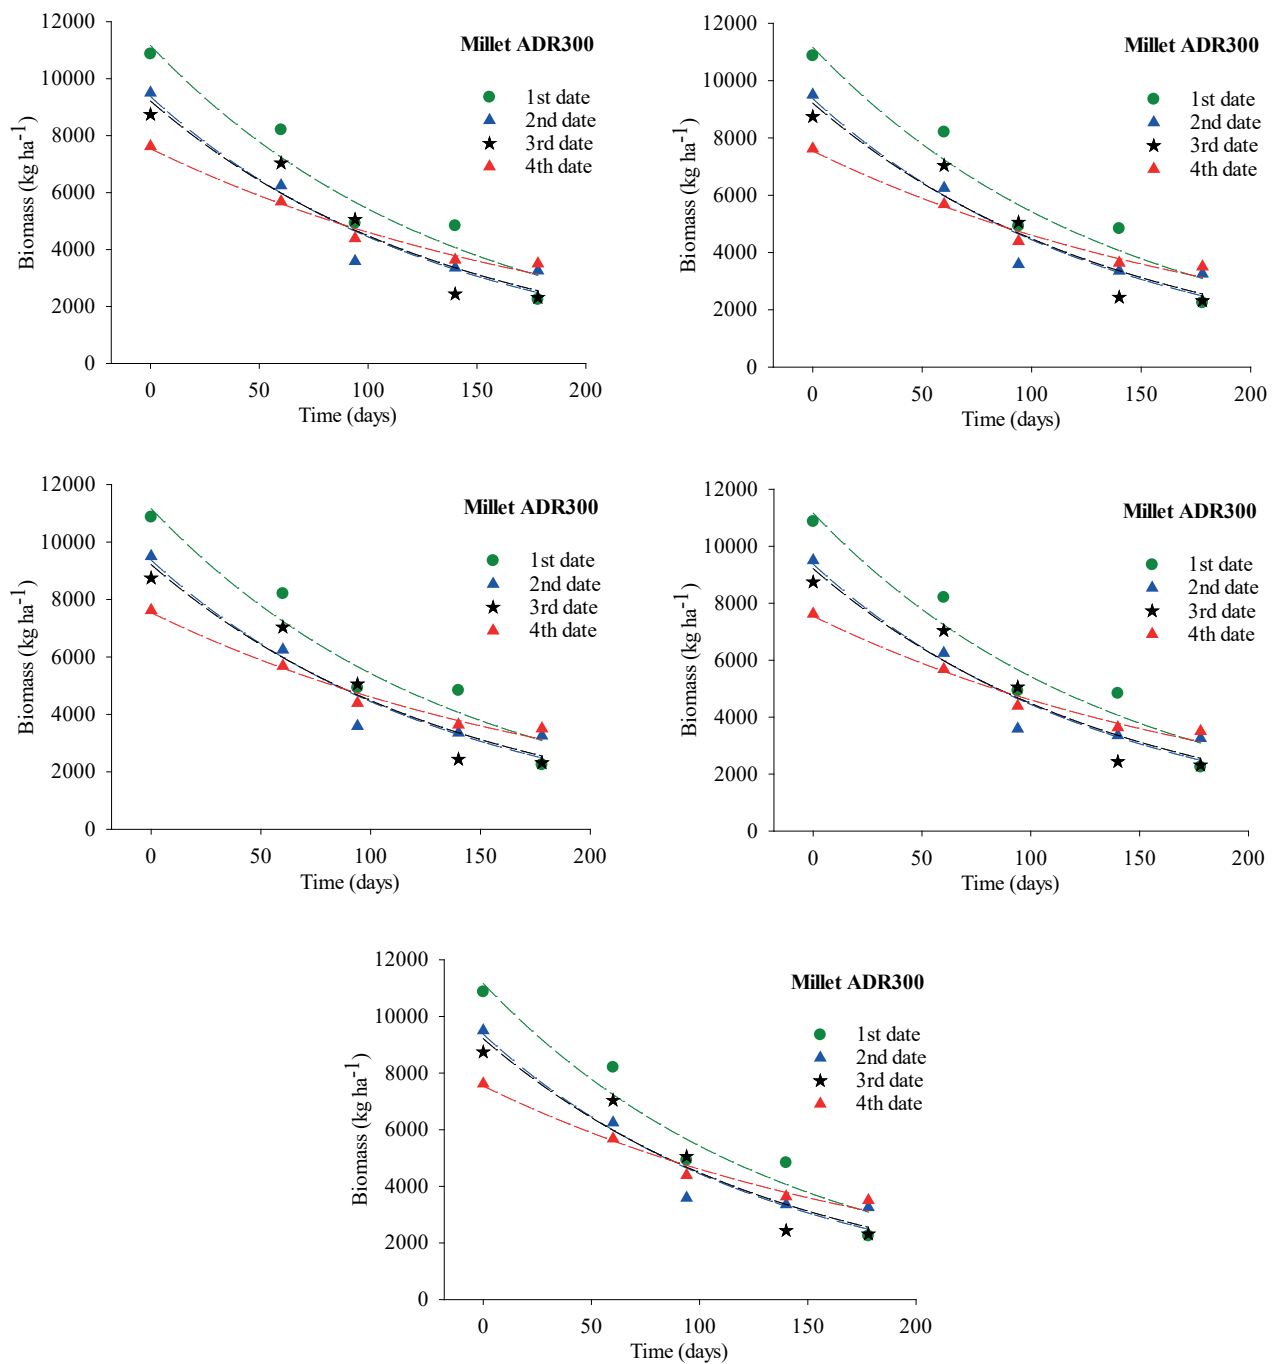 Millet ADR300
1st date
2nd date
3rd date
4th date
12000
10000
8000
6000
4000
2000
0
Biomass (kg ha-1)
0 50 100 150 200
Time (days)
Millet ADR300
1st date
2nd date
3rd date
4th date
12000
10000
8000
6000
4000
2000
0
Biomass (kg ha-1)
0 50 100 150 200
Time (days)
Millet ADR300
1st date
2nd date
3rd date
4th date
12000
10000
8000
6000
4000
2000
0
Biomass (kg ha-1)
0 50 100 150 200
Time (days)
Millet ADR300
1st date
2nd date
3rd date
4th date
12000
10000
8000
6000
4000
2000
0
Biomass (kg ha-1)
0 50 100 150 200
Time (days)
Millet ADR300
1st date
2nd date
3rd date
4th date
12000
10000
8000
6000
4000
2000
0
Biomass (kg ha-1)
0 50 100 150 200
Time (days)